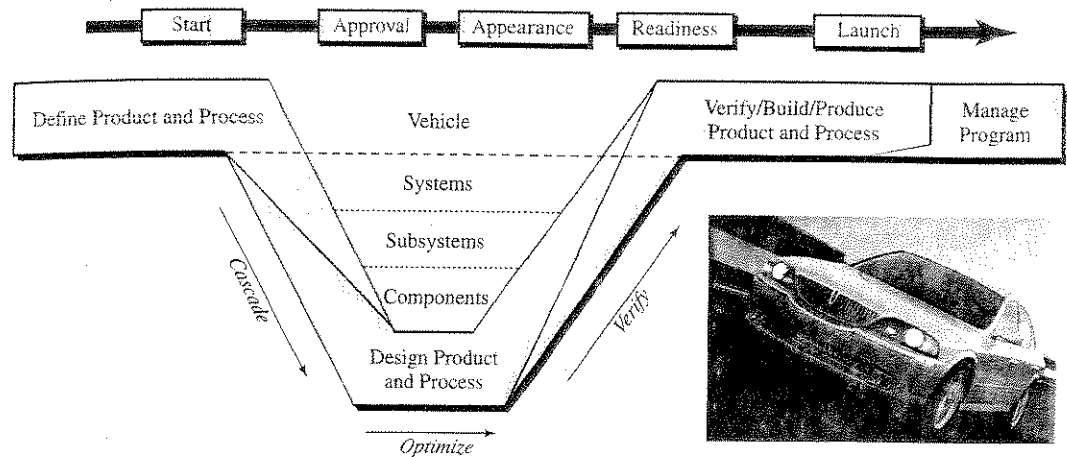 Start
Approval
Appearance
Readiness
Launch
Define Product and Process
Vehicle
Verify/Build/Produce
Product and Process
Manage
Program
Systems
Subsystems
Components
Design Product
and Process
Cascade
Optimize
Verify